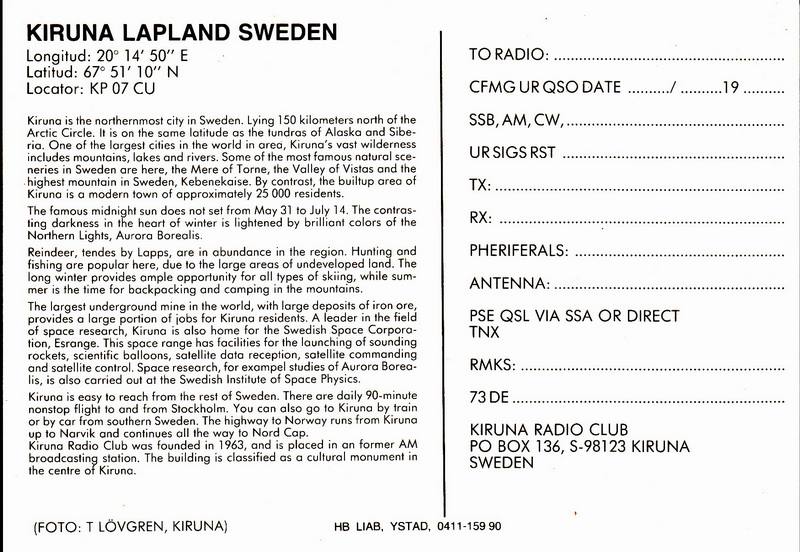 KIRUNA LAPLAND SWEDEN
Longitud: 20° 14′ 50″ E
Latitud: 67° 51′ 10″ N
Locator: KP 07 CU
Kiruna is the northernmost city in Sweden. Lying 150 kilometers north of the
Arctic Circle. It is on the same latitude as the tundras of Alaska and Sibe-
ria. One of the largest cities in the world in area, Kiruna's vast wilderness
includes mountains, lakes and rivers. Some of the most famous natural sce-
neries in Sweden are here, the Mere of Torne, the Valley of Vistas and the
highest mountain in Sweden, Kebenekaise. By contrast, the builtup area of
Kiruna is a modern town of approximately 25 000 residents.
The famous midnight sun does not set from May 31 to July 14. The contras-
ting darkness in the heart of winter is lightened by brilliant colors of the
Northern Lights, Aurora Borealis.
Reindeer, tendes by Lapps, are in abundance in the region. Hunting and
fishing are popular here, due to the large areas of undeveloped land. The
long winter provides ample opportunity for all types of skiing, while sum-
mer is the time for backpacking and camping in the mountains.
The largest underground mine in the world, with large deposits of iron ore,
provides a large portion of jobs for Kiruna residents. A leader in the field
of space research, Kiruna is also home for the Swedish Space Corpora-
tion, Esrange. This space range has facilities for the launching of sounding
rockets, scientific balloons, satellite data reception, satellite commanding
and satellite control. Space research, for exampel studies of Aurora Borea-
lis, is also carried out at the Swedish Institute of Space Physics.
Kiruna is easy to reach from the rest of Sweden. There are daily 90-minute
nonstop flight to and from Stockholm. You can also go to Kiruna by train
or by car from southern Sweden. The highway to Norway runs from Kiruna
up to Narvik and continues all the way to Nord Cap.
Kiruna Radio Club was founded in 1963, and is placed in an former AM
broadcasting station. The building is classified as a cultural monument in
the centre of Kiruna.
(FOTO: T LÖVGREN, KIRUNA)
HB LIAB, YSTAD, 0411-159 90
TO RADIO: ..........
CFMG UR QSO DATE ........../ ..........19 ..........
SSB, AM, CW, ..........
UR SIGS RST ..........
TX: ..........
RX: ..........
PHERIFERALS: ..........
ANTENNA: ..........
PSE QSL VIA SSA OR DIRECT
TNX
RMKS: ..........
73 DE ..........
KIRUNA RADIO CLUB
PO BOX 136, S-98123 KIRUNA
SWEDEN